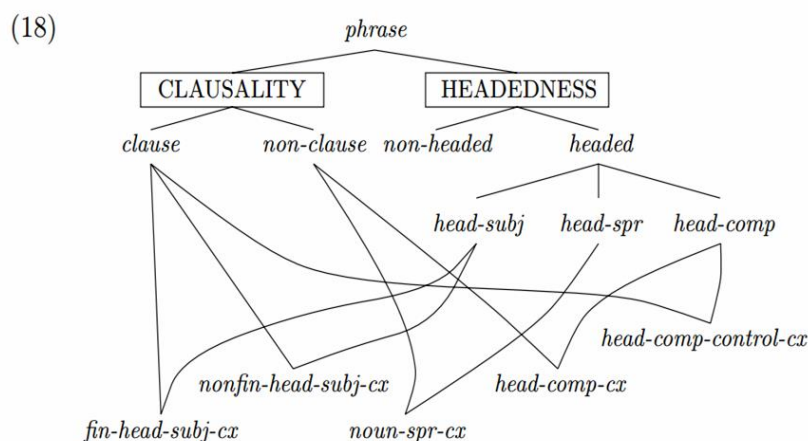 (18)
phrase
CLAUSALITY HEADEDNESS
clause non-clause non-headed headed
head-subj head-spr head-comp
head-comp-control-cx
nonfin-head-subj-cx head-comp-cx
fin-head-subj-cx noun-spr-cx